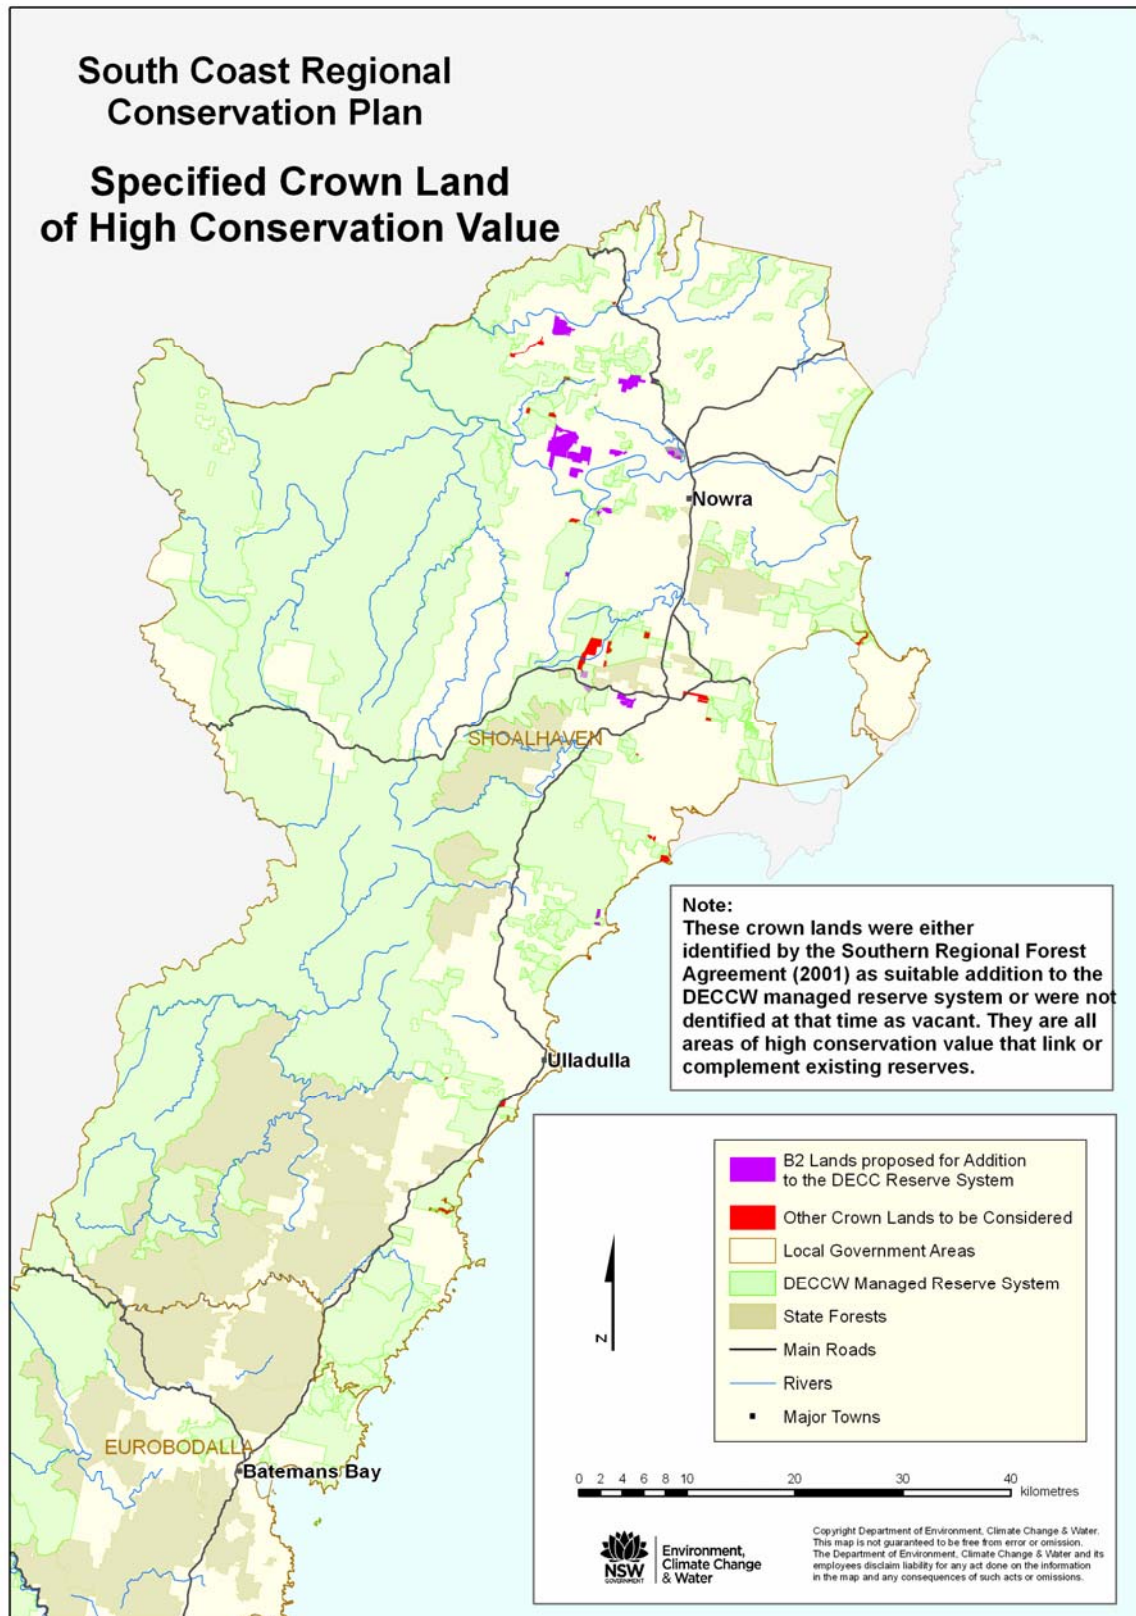 South Coast Regional
Conservation Plan
Specified Crown Land
of High Conservation Value
Nowra
SHOALHAVEN
Note:
These crown lands were either
identified by the Southern Regional Forest
Agreement (2001) as suitable addition to the
DECCW managed reserve system or were not
dentified at that time as vacant. They are all
areas of high conservation value that link or
complement existing reserves.
Ulladulla
B2 Lands proposed for Addition
to the DECC Reserve System
Other Crown Lands to be Considered
Local Government Areas
DECCW Managed Reserve System
State Forests
Main Roads
Rivers
Major Towns
N
EUROBODALLA
Batemans Bay
0 2 4 6 8 10 20 30 40
kilometres
NSW
GOVERNMENT
Environment,
Climate Change
& Water
Copyright Department of Environment, Climate Change & Water.
This map is not guaranteed to be free from error or omission.
The Department of Environment, Climate Change & Water and its
employees disclaim liability for any act done on the information
in the map and any consequences of such acts or omissions.